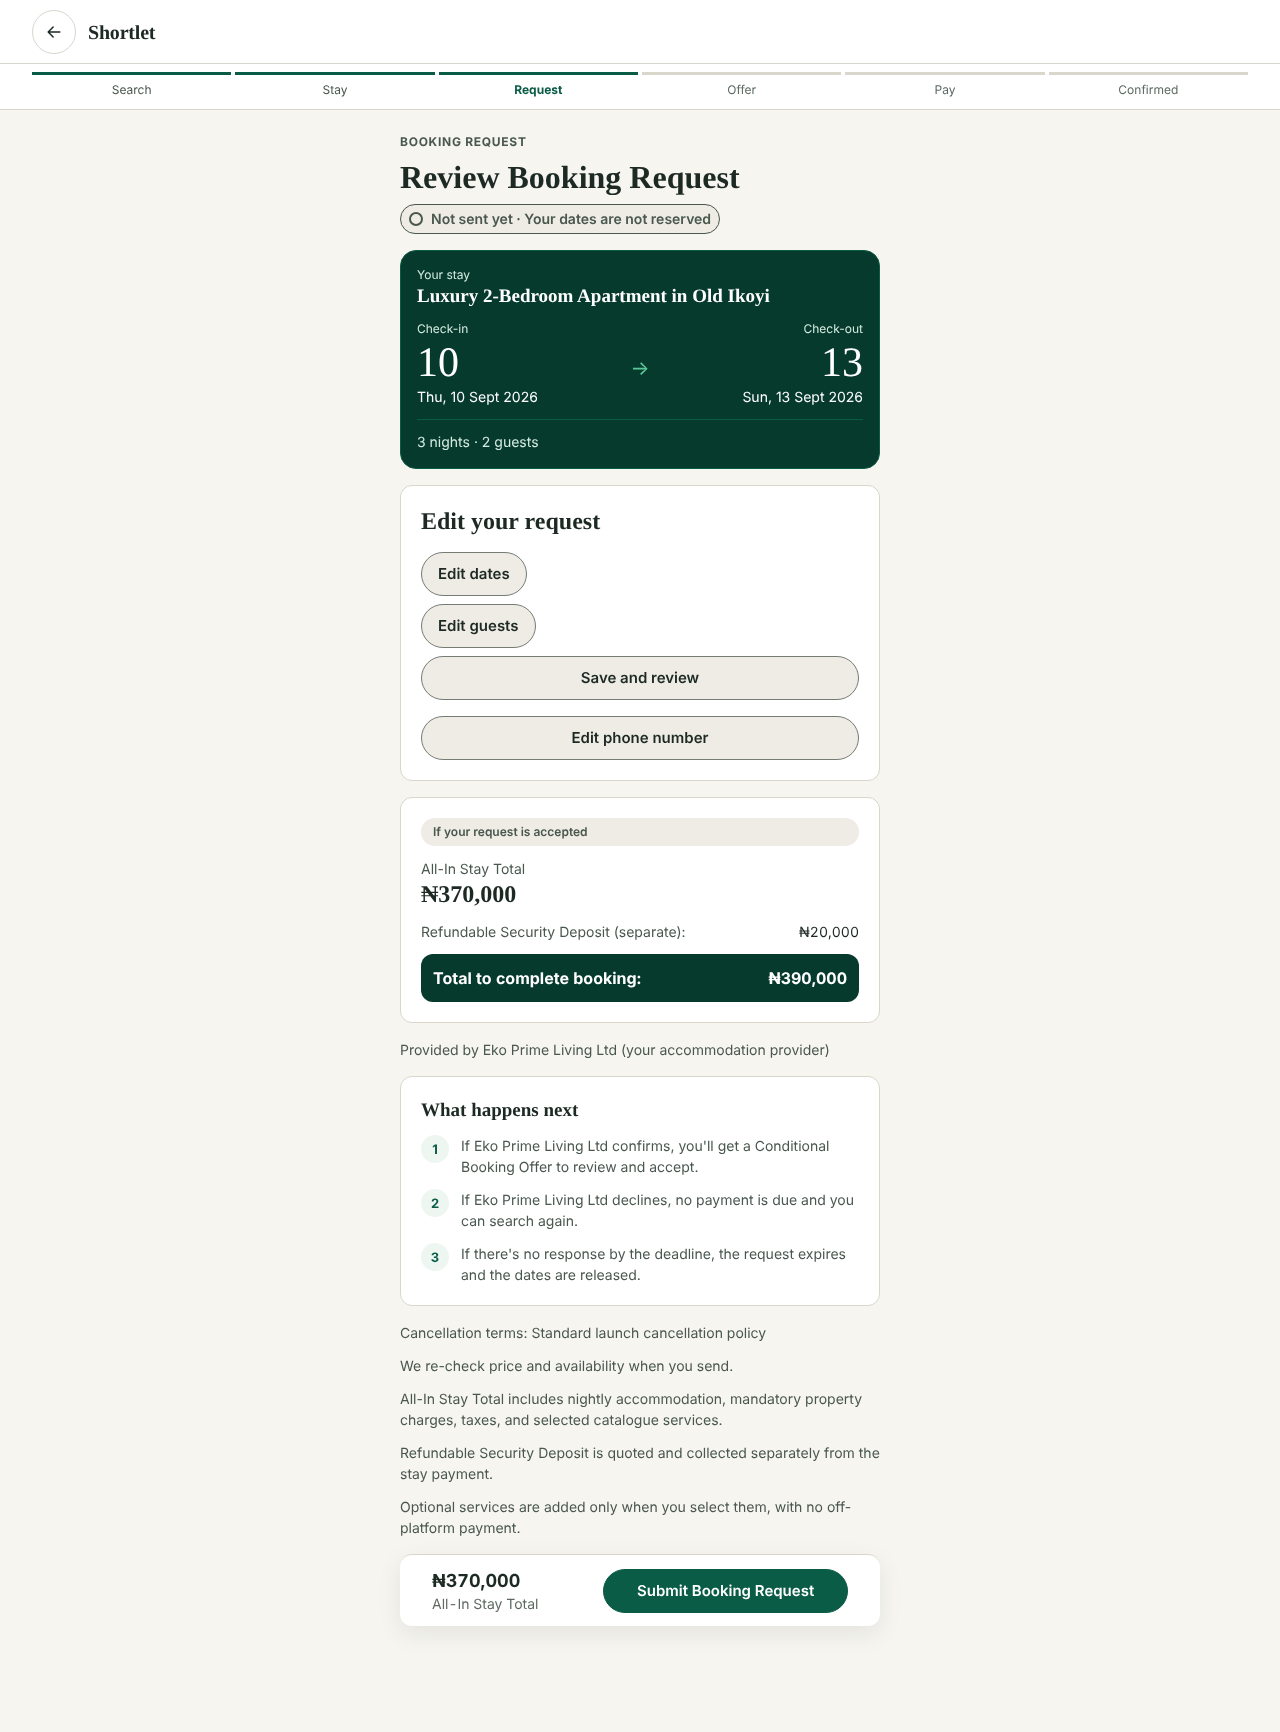 Shortlet
Search
Stay
Request
Offer
Pay
Confirmed
BOOKING REQUEST
Review Booking Request
Not sent yet · Your dates are not reserved
Your stay
Luxury 2-Bedroom Apartment in Old Ikoyi
Check-in
10
Thu, 10 Sept 2026
→
Check-out
13
Sun, 13 Sept 2026
3 nights · 2 guests
Edit your request
Edit dates
Edit guests
Save and review
Edit phone number
If your request is accepted
All-In Stay Total
₦370,000
Refundable Security Deposit (separate): ₦20,000
Total to complete booking: ₦390,000
Provided by Eko Prime Living Ltd (your accommodation provider)
What happens next
1 If Eko Prime Living Ltd confirms, you'll get a Conditional
Booking Offer to review and accept.
2 If Eko Prime Living Ltd declines, no payment is due and you
can search again.
3 If there's no response by the deadline, the request expires
and the dates are released.
Cancellation terms: Standard launch cancellation policy
We re-check price and availability when you send.
All-In Stay Total includes nightly accommodation, mandatory property
charges, taxes, and selected catalogue services.
Refundable Security Deposit is quoted and collected separately from the
stay payment.
Optional services are added only when you select them, with no off-
platform payment.
₦370,000
All-In Stay Total
Submit Booking Request